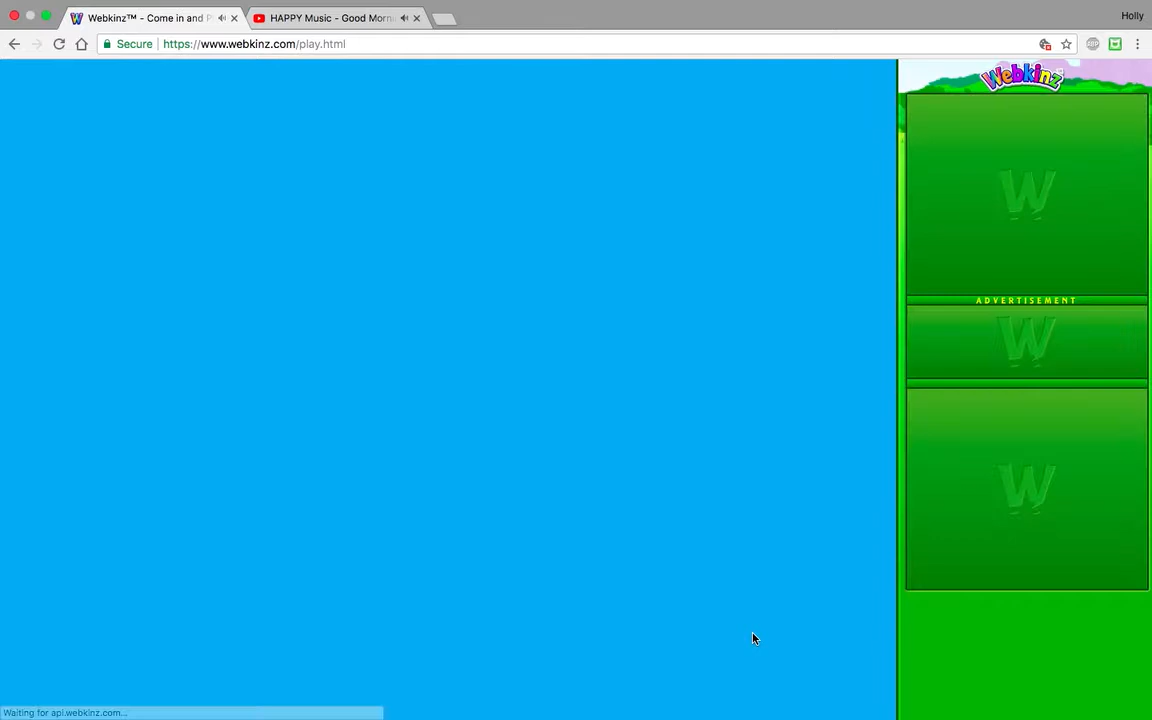 Webkinz™ - Come in and P
HAPPY Music - Good Morn
Holly
Secure
https://www.webkinz.com/play.html
Webkinz
W
ADVERTISEMENT
W
W
Waiting for api.webkinz.com...